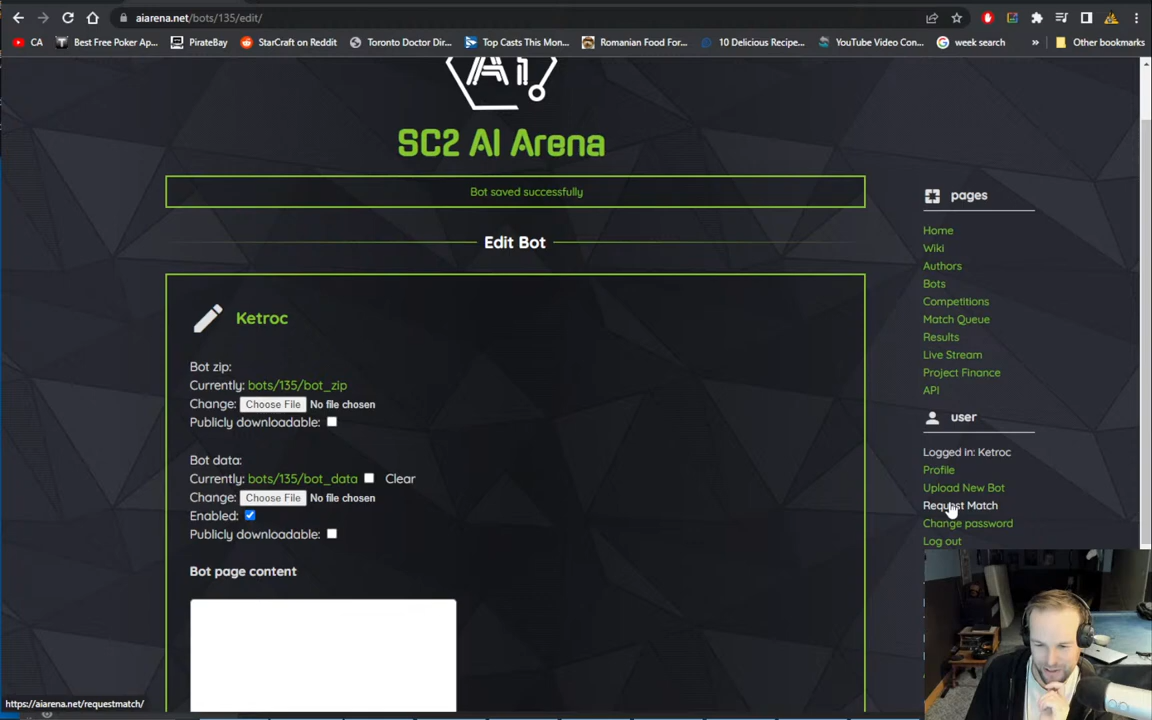 aiarena.net/bots/135/edit/
CA
Best Free Poker Ap...
PirateBay
StarCraft on Reddit
Toronto Doctor Dir...
Top Casts This Mon...
Romanian Food For...
10 Delicious Recipe...
YouTube Video Con...
week search
»
Other bookmarks
Ai
SC2 AI Arena
Bot saved successfully
Edit Bot
Ketroc
Bot zip:
Currently: bots/135/bot_zip
Change: Choose File No file chosen
Publicly downloadable:
Bot data:
Currently: bots/135/bot_data Clear
Change: Choose File No file chosen
Enabled:
Publicly downloadable:
Bot page content
pages
Home
Wiki
Authors
Bots
Competitions
Match Queue
Results
Live Stream
Project Finance
API
user
Logged in: Ketroc
Profile
Upload New Bot
Request Match
Change password
Log out
https://aiarena.net/requestmatch/